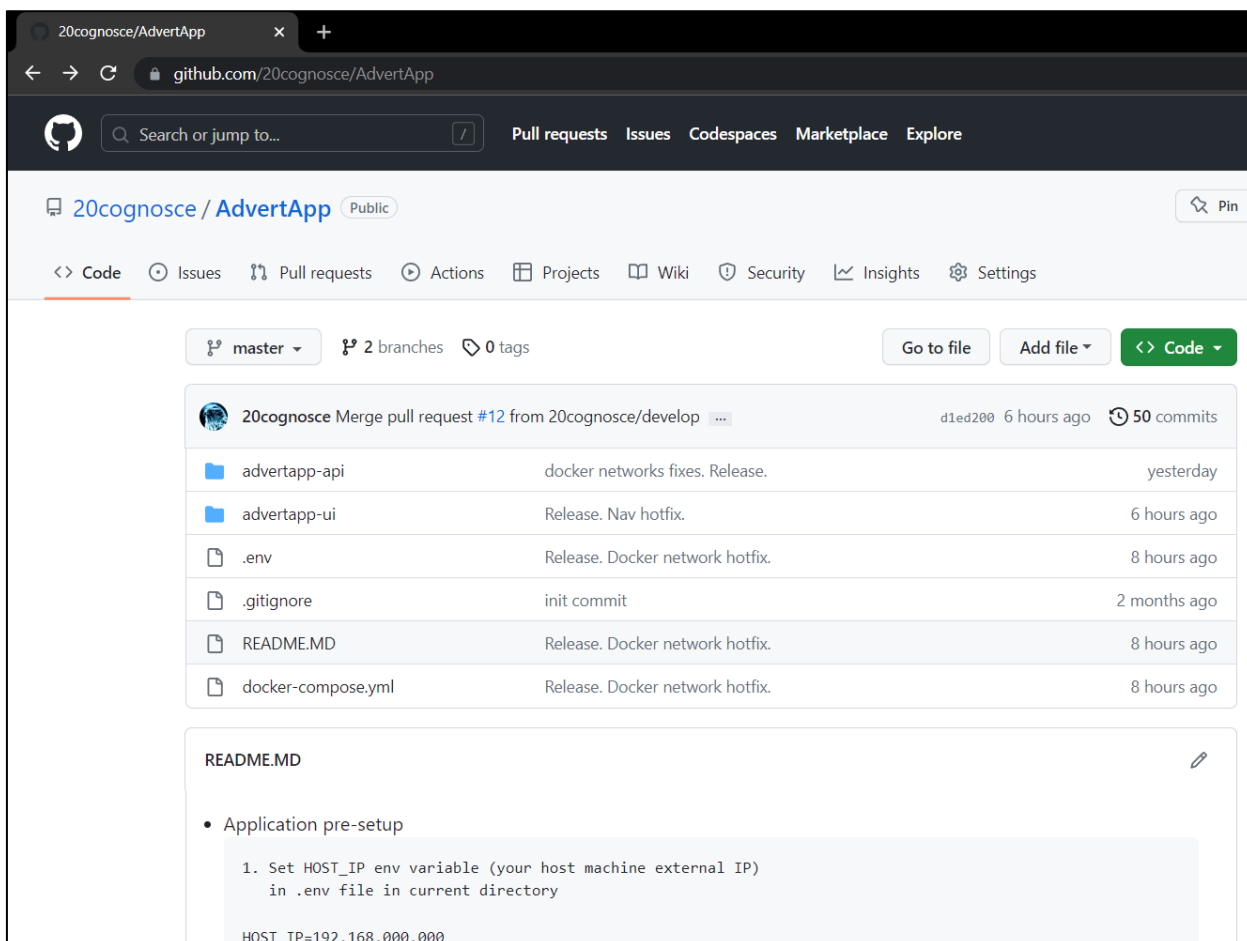 20cognosce/AdvertApp
github.com/20cognosce/AdvertApp
Search or jump to... / Pull requests Issues Codespaces Marketplace Explore
20cognosce / AdvertApp Public Pin
Code Issues Pull requests Actions Projects Wiki Security Insights Settings
master 2 branches 0 tags Go to file Add file Code
20cognosce Merge pull request #12 from 20cognosce/develop ... d1ed200 6 hours ago 50 commits
advertapp-api docker networks fixes. Release. yesterday
advertapp-ui Release. Nav hotfix. 6 hours ago
.env Release. Docker network hotfix. 8 hours ago
.gitignore init commit 2 months ago
README.MD Release. Docker network hotfix. 8 hours ago
docker-compose.yml Release. Docker network hotfix. 8 hours ago
README.MD
• Application pre-setup
1. Set HOST_IP env variable (your host machine external IP)
in .env file in current directory
HOST_IP=192.168.000.000